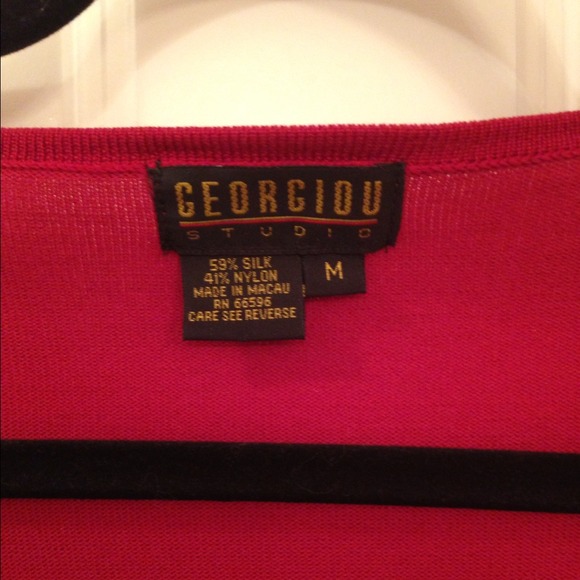 GEORGIOU
STUDIO
59% SILK
41% NYLON
MADE IN MACAU
RN 66596
CARE SEE REVERSE
M